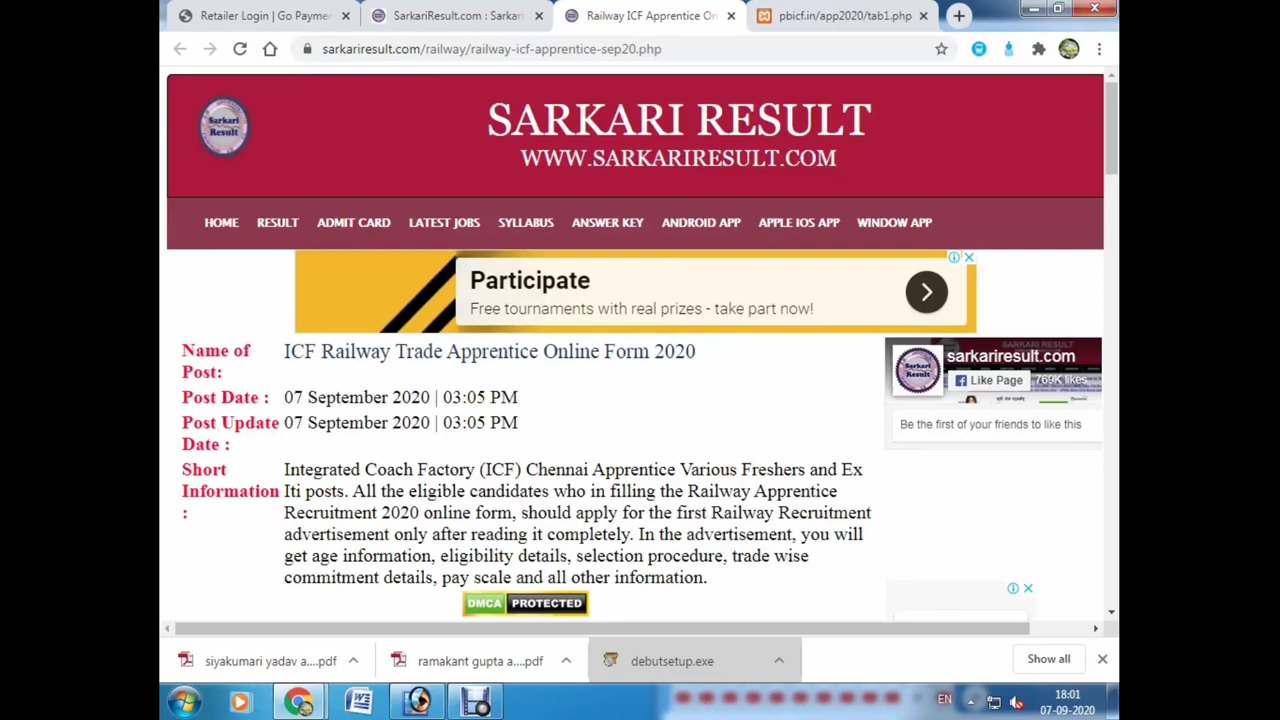 Retailer Login | Go Paymer
SarkariResult.com : Sarkari
Railway ICF Apprentice On
pbicf.in/app2020/tab1.php
sarkariresult.com/railway/railway-icf-apprentice-sep20.php
Sarkari
Result
SARKARI RESULT
WWW.SARKARIRESULT.COM
HOME RESULT ADMIT CARD LATEST JOBS SYLLABUS ANSWER KEY ANDROID APP APPLE IOS APP WINDOW APP
Participate
Free tournaments with real prizes - take part now!
Name of Post: ICF Railway Trade Apprentice Online Form 2020
Post Date : 07 September 2020 | 03:05 PM
Post Update Date : 07 September 2020 | 03:05 PM
Short Information : Integrated Coach Factory (ICF) Chennai Apprentice Various Freshers and Ex
Iti posts. All the eligible candidates who in filling the Railway Apprentice
Recruitment 2020 online form, should apply for the first Railway Recruitment
advertisement only after reading it completely. In the advertisement, you will
get age information, eligibility details, selection procedure, trade wise
commitment details, pay scale and all other information.
DMCA PROTECTED
Sarkari
Result
sarkariresult.com
Like Page 769K likes
Be the first of your friends to like this
siyakumari yadav a....pdf
ramakant gupta a....pdf
debutsetup.exe
Show all
EN
18:01
07-09-2020